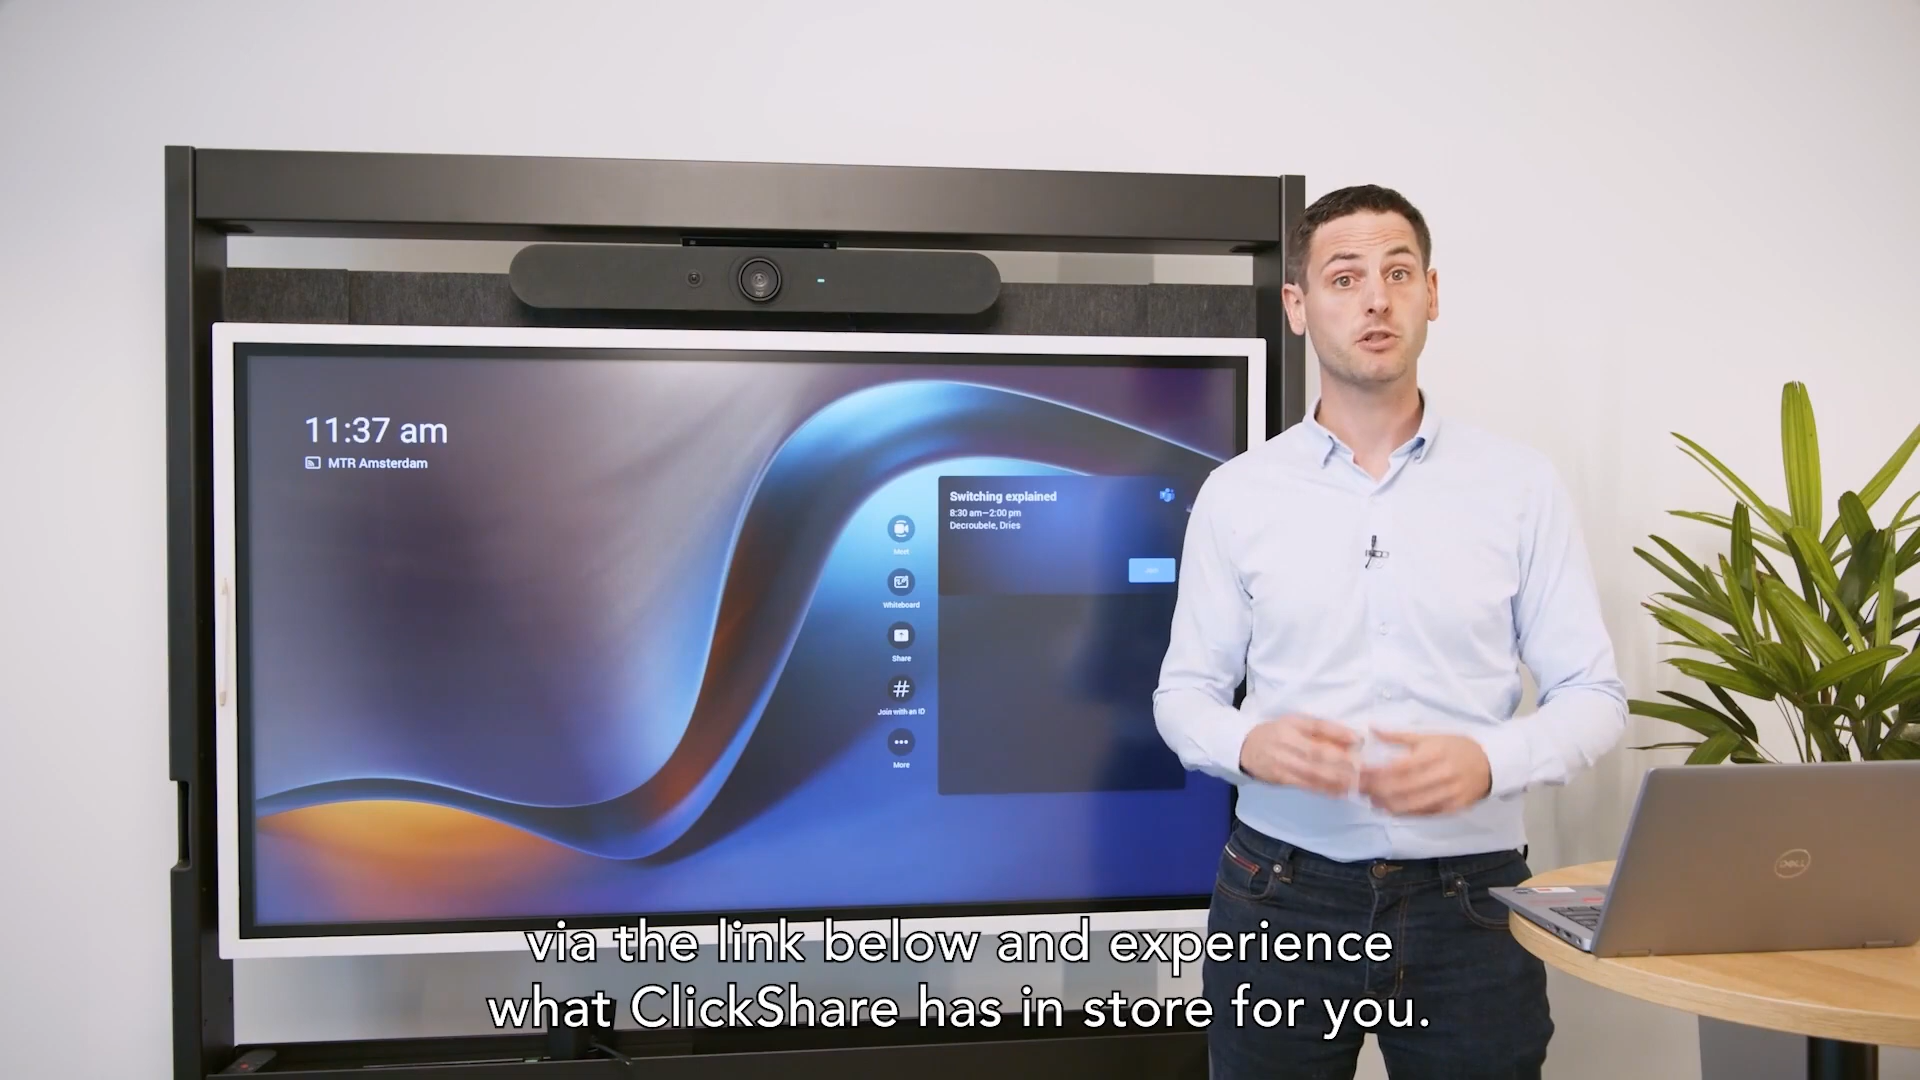 11:37 am
MTR Amsterdam
Switching explained
8:30 am—2:00 pm
Decroubele, Dries
Meet
Whiteboard
Share
Join with an ID
More
DELL
via the link below and experience
what ClickShare has in store for you.